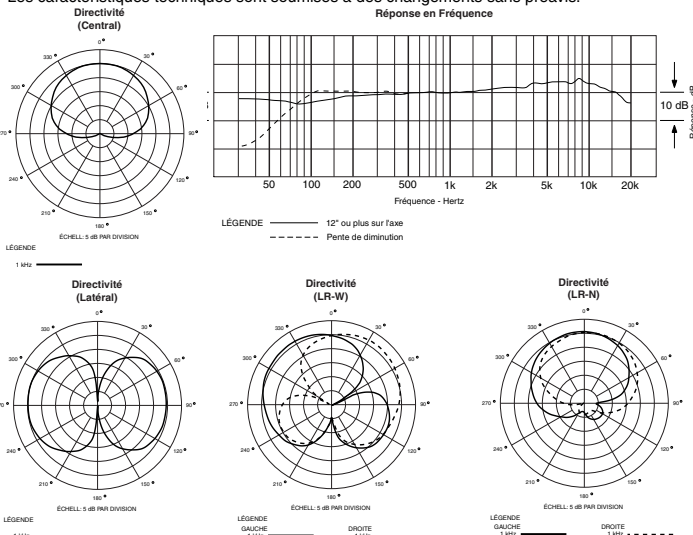 Les caractéristiques techniques sont soumises à des changements sans préavis.
Directivité
(Central)
0°
330
30°
300
60°
270
90°
240
120°
210
150°
180°
ÉCHELL: 5 dB PAR DIVISION
LÉGENDE
1 kHz
Réponse en Fréquence
10 dB
50 100 200 500 1k 2k 5k 10k 20k
Fréquence - Hertz
LÉGENDE
12" ou plus sur l'axe
Pente de diminution
Directivité
(Latéral)
0°
330
30°
300
60°
90°
240
120°
210
150°
180°
ÉCHELL: 5 dB PAR DIVISION
LÉGENDE
Directivité
(LR-W)
0°
330
30°
300
60°
270
90°
240
120°
210
150°
180°
ÉCHELL: 5 dB PAR DIVISION
LÉGENDE
GAUCHE DROITE
Directivité
(LR-N)
0°
330
30°
300
60°
270
90°
240
120°
210
150°
180°
ÉCHELL: 5 dB PAR DIVISION
LÉGENDE
GAUCHE DROITE
1 kHz 1 kHz